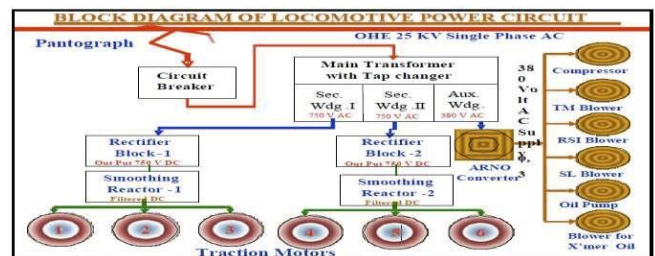 BLOCK DIAGRAM OF LOCOMOTIVE POWER CIRCUIT
Pantograph
OHE 25 KV Single Phase AC
Circuit
Breaker
Main Transformer
with Tap changer
Sec.
Wdg .I
750 V AC
Sec.
Wdg.II
750 V AC
Aux.
Wdg.
380 V AC
Rectifier
Block-1
Out Put 750 V DC
Smoothing
Reactor -1
Filtered DC
Rectifier
Block-2
Out Put 750 V DC
Smoothing
Reactor -2
Filtered DC
ARNO
Converter
38
0 Vo
lt A
C Su
ppl
y
ϕ,
3
Compressor
TM Blower
RSI Blower
SL Blower
Oil Pump
Blower for
X'mer Oil
1
2
3
4
5
6
Traction Motors